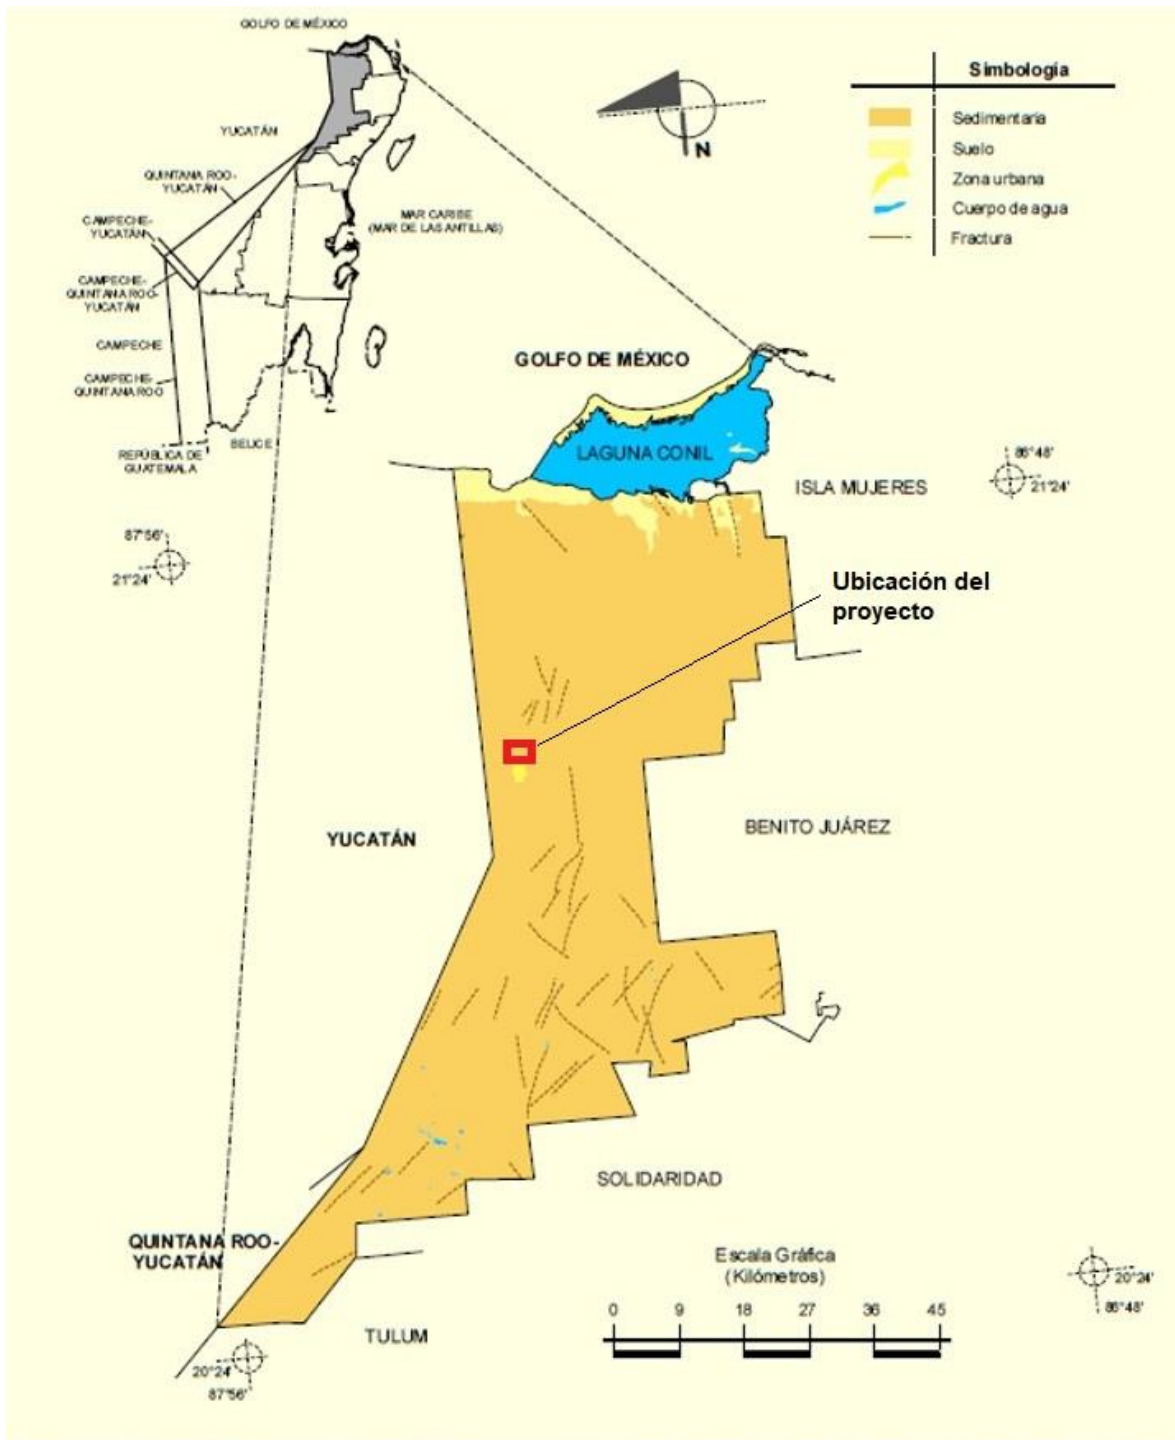 GOLFO DE MÉXICO
YUCATÁN
QUINTANA ROO-
YUCATÁN
CAMPECHE-
YUCATÁN
CAMPECHE-
QUINTANA ROO-
YUCATÁN
CAMPECHE
CAMPECHE-
QUINTANA ROO
REPÚBLICA DE
GUATEMALA
BELICE
MAR CARIBE
(MAR DE LAS ANTILLAS)
N
Simbología
Sedimentaria
Suelo
Zona urbana
Cuerpo de agua
Fractura
GOLFO DE MÉXICO
LAGUNA CONIL
ISLA MUJERES
86°48'
21°24'
87°56'
21°24'
Ubicación del
proyecto
YUCATÁN
BENITO JUÁREZ
SOLIDARIDAD
QUINTANA ROO-
YUCATÁN
TULUM
20°24'
87°56'
Escala Gráfica
(Kilómetros)
0 9 18 27 36 45
20°24'
86°48'